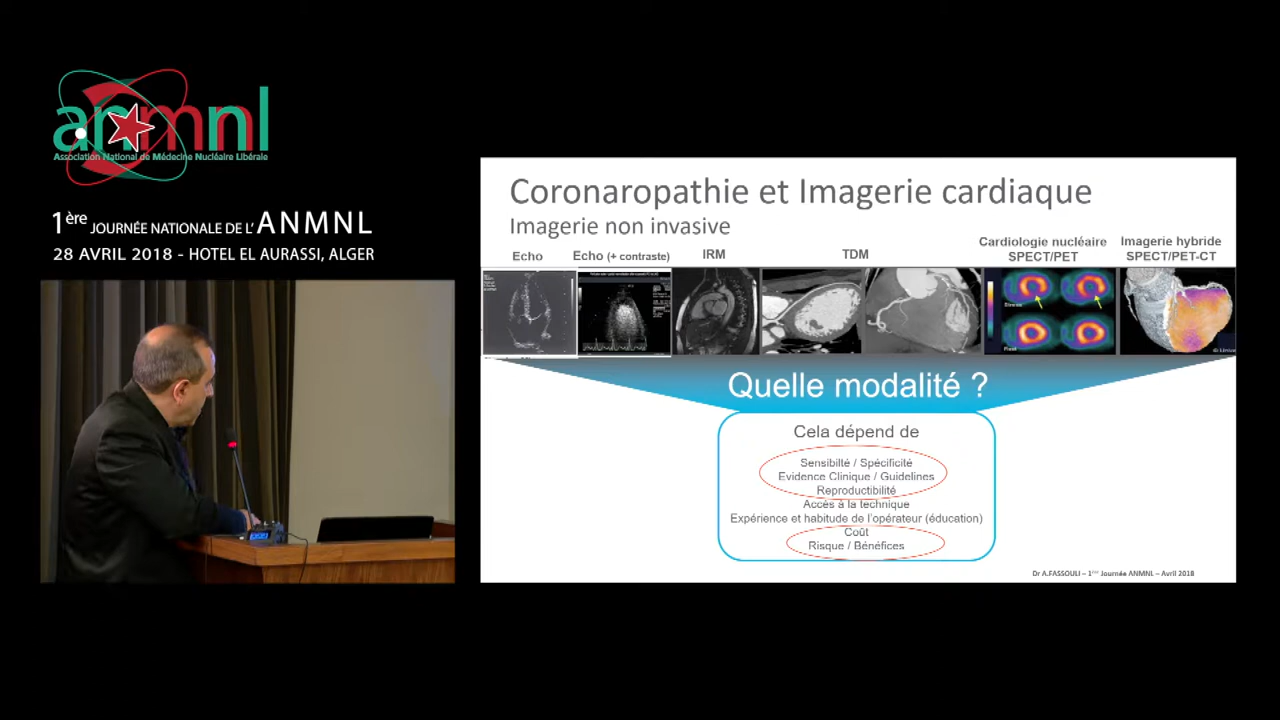 anmnl
Association National de Médecine Nucléaire Libérale
1ère JOURNÉE NATIONALE DE L' ANMNL
28 AVRIL 2018 - HOTEL EL AURASSI, ALGER
Coronaropathie et Imagerie cardiaque
Imagerie non invasive
Echo
Echo (+ contraste)
IRM
TDM
Cardiologie nucléaire
SPECT/PET
Imagerie hybride
SPECT/PET-CT
Stress
Rest
Quelle modalité ?
Cela dépend de
Sensibilté / Spécificité
Evidence Clinique / Guidelines
Reproductibilité
Accès à la technique
Expérience et habitude de l'opérateur (éducation)
Coût
Risque / Bénéfices
Dr A.FASSOULI – 1ère Journée ANMNL – Avril 2018